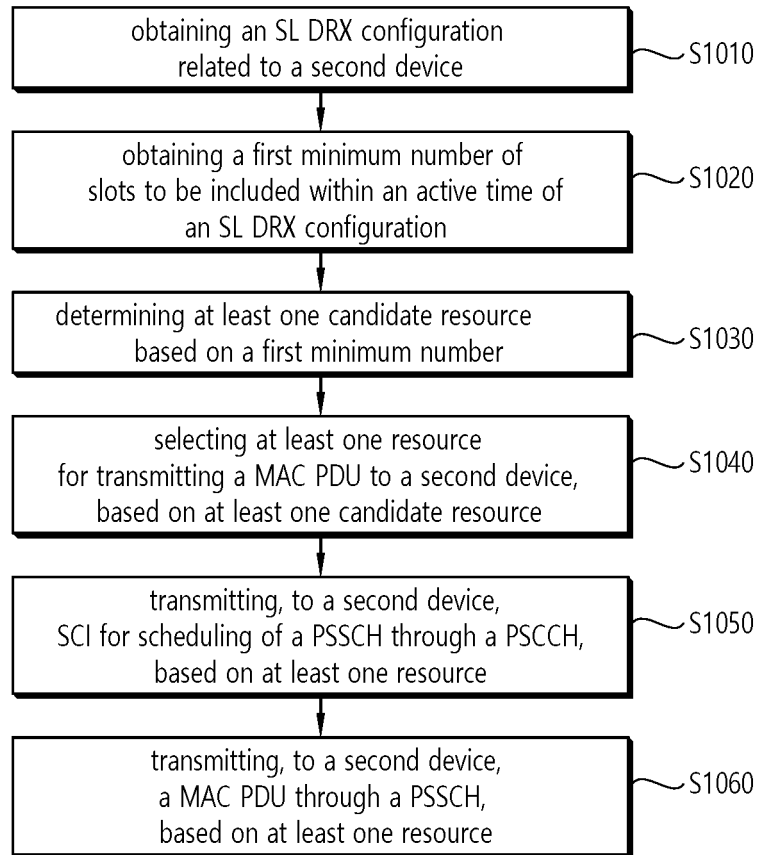 obtaining an SL DRX configuration
related to a second device
S1010
obtaining a first minimum number of
slots to be included within an active time of
an SL DRX configuration
S1020
determining at least one candidate resource
based on a first minimum number
S1030
selecting at least one resource
for transmitting a MAC PDU to a second device,
based on at least one candidate resource
S1040
transmitting, to a second device,
SCI for scheduling of a PSSCH through a PSCCH,
based on at least one resource
S1050
transmitting, to a second device,
a MAC PDU through a PSSCH,
based on at least one resource
S1060